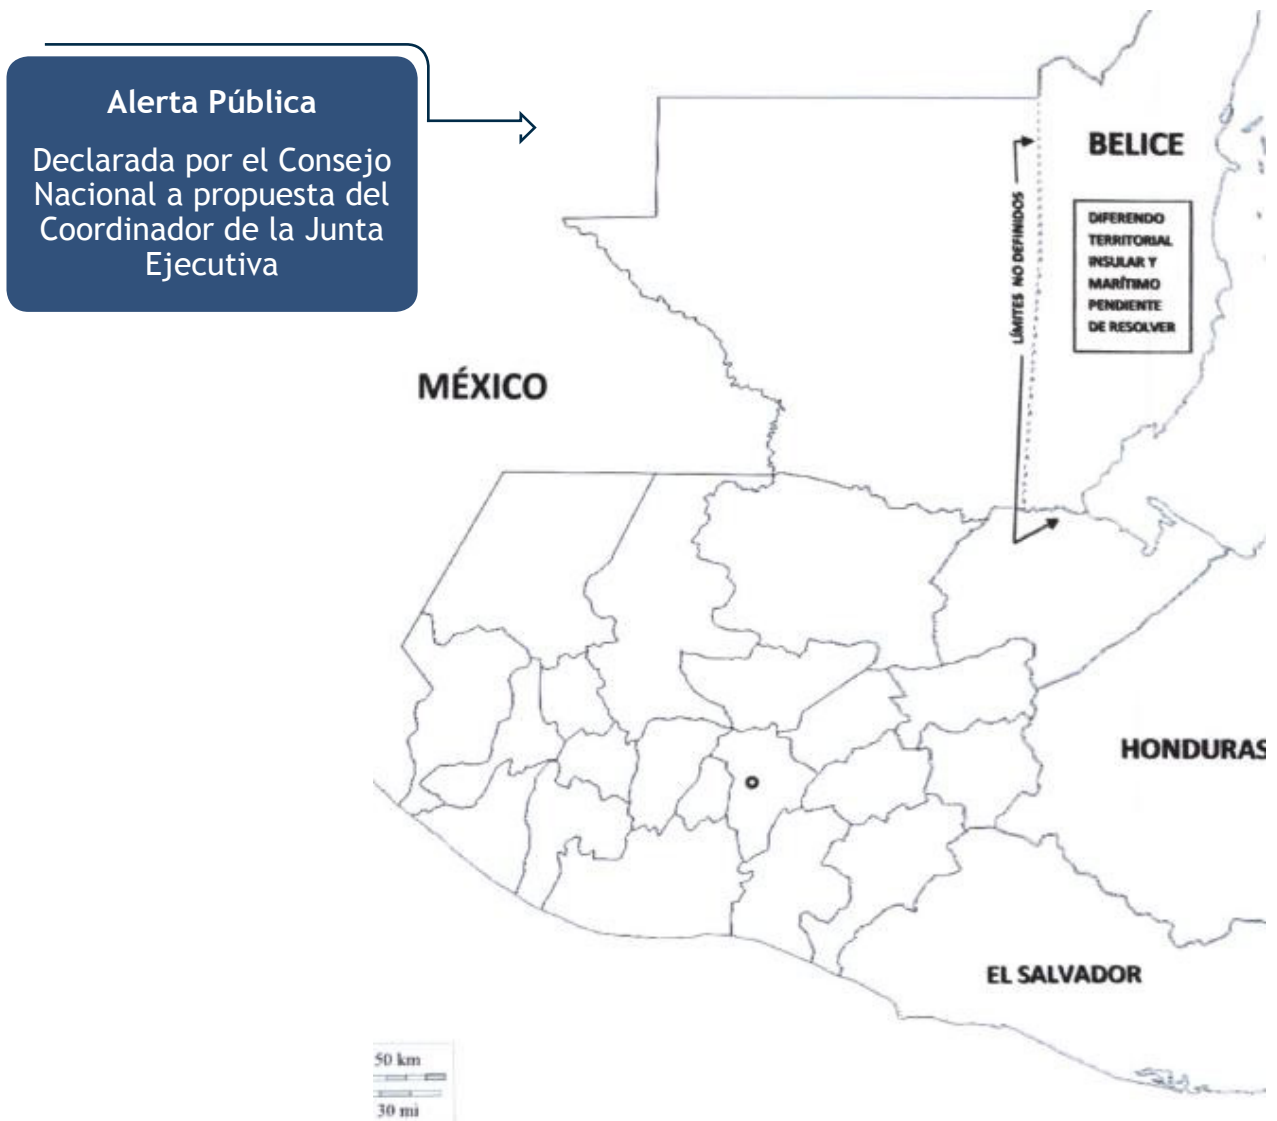 Alerta Pública
Declarada por el Consejo
Nacional a propuesta del
Coordinador de la Junta
Ejecutiva
BELICE
DIFERENDO
TERRITORIAL
INSULAR Y
MARÍTIMO
PENDIENTE
DE RESOLVER
LÍMITES NO DEFINIDOS
MÉXICO
HONDURAS
EL SALVADOR
50 km
30 mi